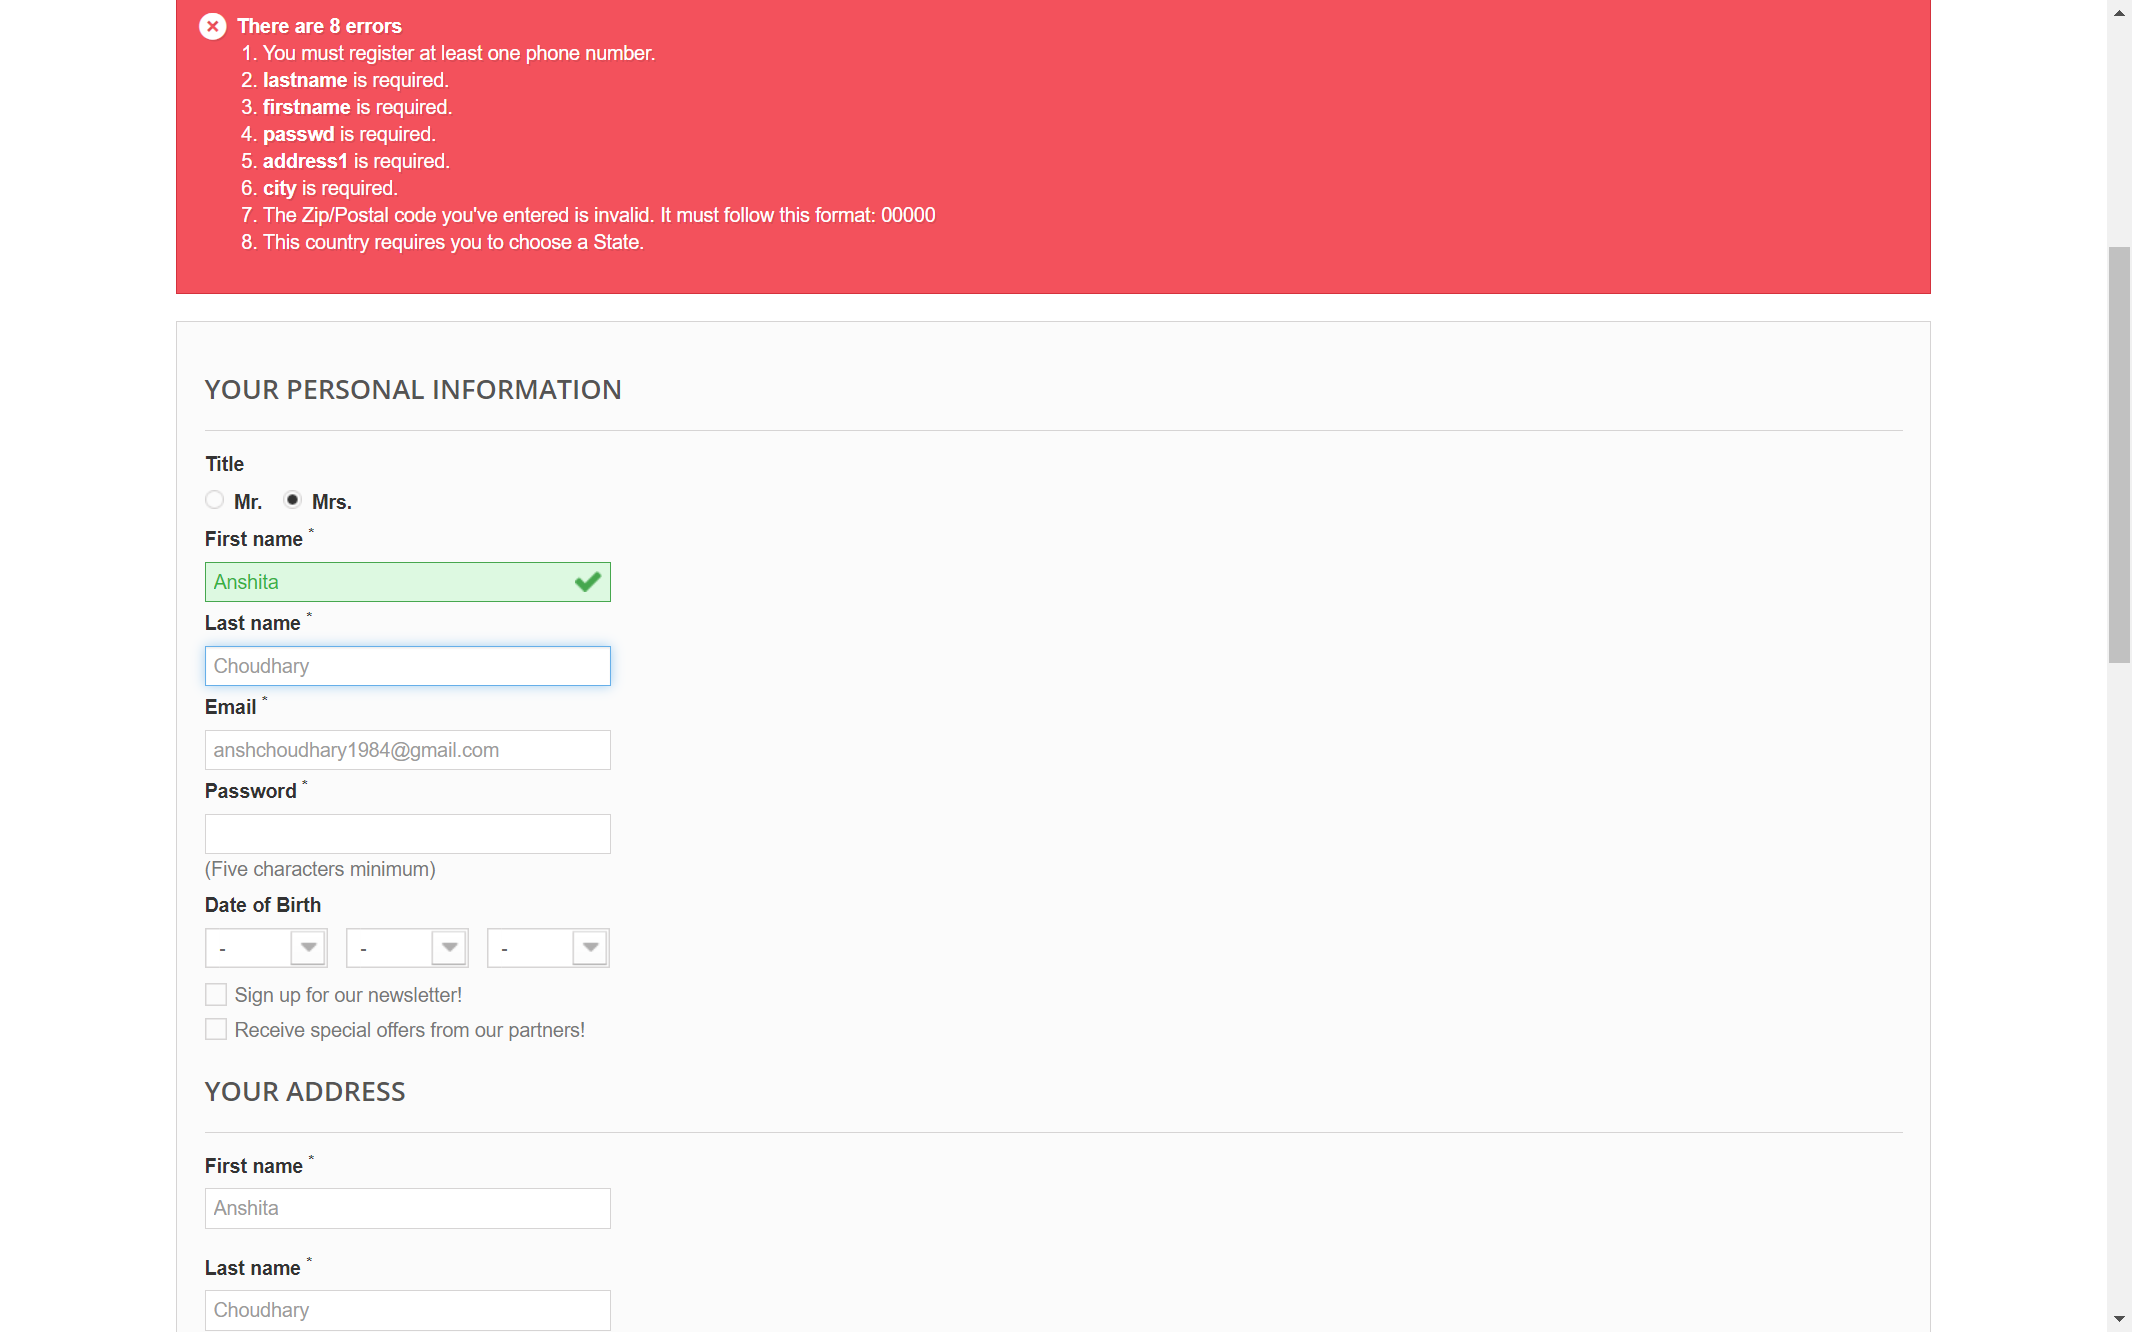 There are 8 errors
1. You must register at least one phone number.
2. lastname is required.
3. firstname is required.
4. passwd is required.
5. address1 is required.
6. city is required.
7. The Zip/Postal code you've entered is invalid. It must follow this format: 00000
8. This country requires you to choose a State.
YOUR PERSONAL INFORMATION
Title
Mr. Mrs.
First name *
Anshita
Last name *
Choudhary
Email *
anshchoudhary1984@gmail.com
Password *
(Five characters minimum)
Date of Birth
- - -
Sign up for our newsletter!
Receive special offers from our partners!
YOUR ADDRESS
First name *
Anshita
Last name *
Choudhary